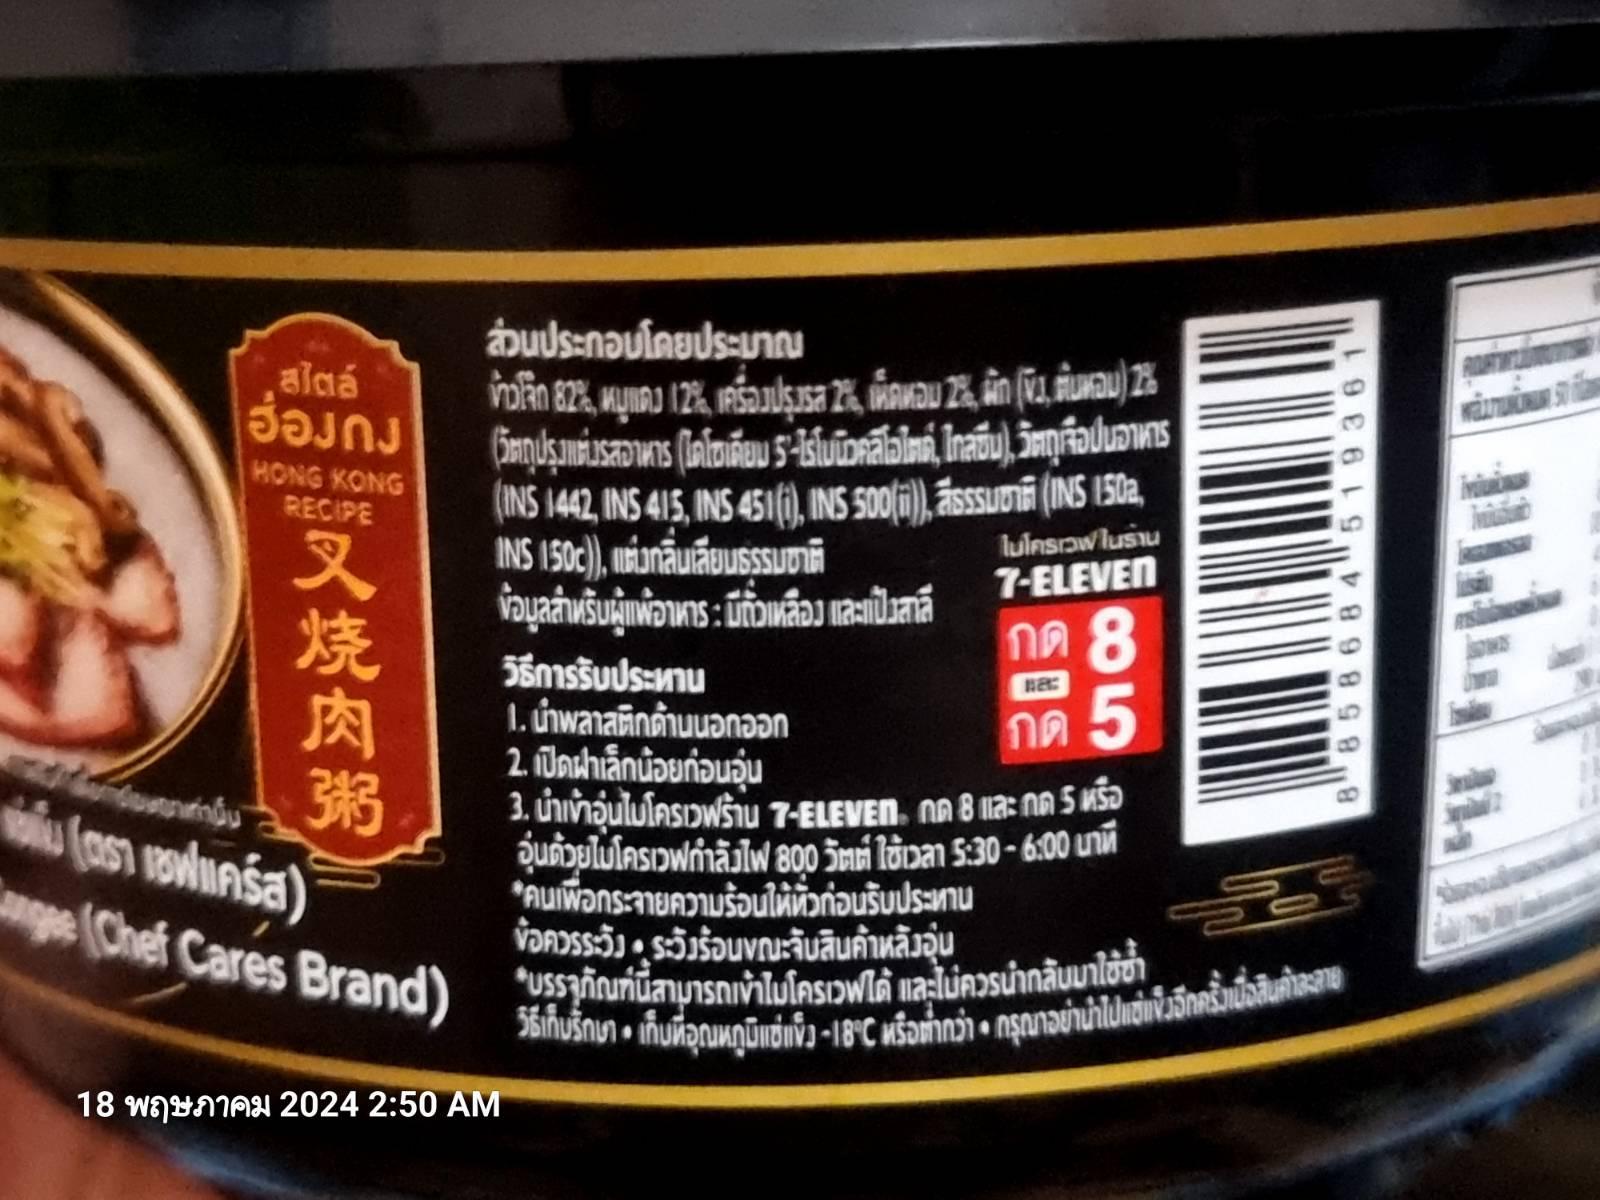 สไตล์
ฮ่องกง
HONG KONG
RECIPE
叉
烧
肉
粥
แช่แข็ง (ตรา เชฟแคร์ส)
Congee (Chef Cares Brand)
ส่วนประกอบโดยประมาณ
ข้าวโจ๊ก 82%, หมูแดง 12%, เครื่องปรุงรส 2%, เห็ดหอม 2%, ผัก (ขิง, ต้นหอม) 2%
(วัตถุปรุงแต่งรสอาหาร (ไดโซเดียม 5'-ไรโบนิวคลีโอไตด์, ไกลซีน), วัตถุเจือปนอาหาร
(INS 1442, INS 415, INS 451(i), INS 500(ii)), สีธรรมชาติ (INS 150a,
INS 150c)), แต่งกลิ่นเลียนธรรมชาติ
ข้อมูลสำหรับผู้แพ้อาหาร : มีถั่วเหลือง และแป้งสาลี
ไมโครเวฟในร้าน
7-ELEVEn
กด 8
และ
กด 5
วิธีการรับประทาน
1. นำพลาสติกด้านนอกออก
2. เปิดฝาเล็กน้อยก่อนอุ่น
3. นำเข้าอุ่นไมโครเวฟร้าน 7-ELEVEn กด 8 และ กด 5 หรือ
อุ่นด้วยไมโครเวฟกำลังไฟ 800 วัตต์ ใช้เวลา 5:30 - 6:00 นาที
*คนเพื่อกระจายความร้อนให้ทั่วก่อนรับประทาน
ข้อควรระวัง • ระวังร้อนขณะจับสินค้าหลังอุ่น
*บรรจุภัณฑ์นี้สามารถเข้าไมโครเวฟได้ และไม่ควรนำกลับมาใช้ซ้ำ
วิธีเก็บรักษา • เก็บที่อุณหภูมิแช่แข็ง -18°C หรือต่ำกว่า • กรุณาอย่านำไปแช่แข็งอีกครั้งเมื่อสินค้าละลาย
8 858684 519361
18 พฤษภาคม 2024 2:50 AM